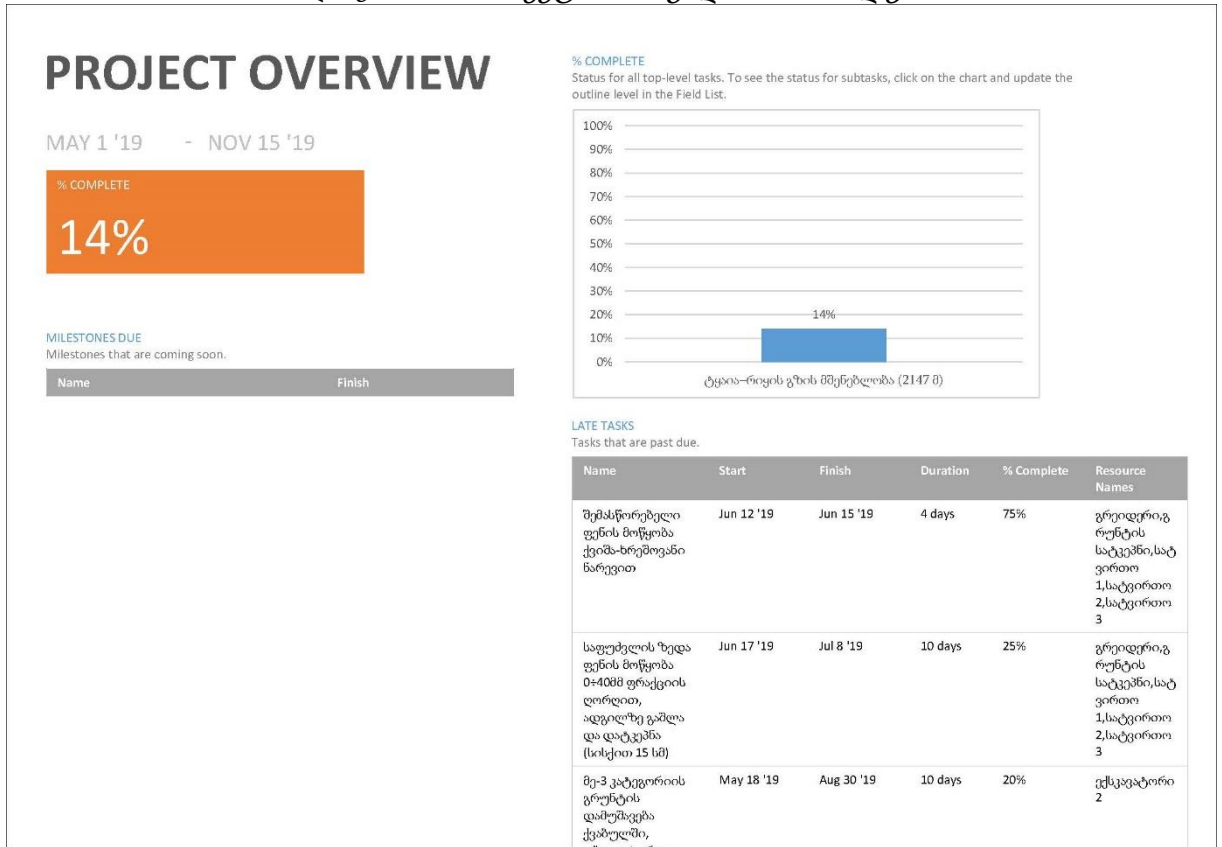 PROJECT OVERVIEW
MAY 1 '19 - NOV 15 '19
% COMPLETE
14%
MILESTONES DUE
Milestones that are coming soon.
Name Finish
% COMPLETE
Status for all top-level tasks. To see the status for subtasks, click on the chart and update the
outline level in the Field List.
100%
90%
80%
70%
60%
50%
40%
30%
20%
10%
0%
14%
ტყაია–რიყის გზის მშენებლობა (2147 მ)
LATE TASKS
Tasks that are past due.
Name Start Finish Duration % Complete Resource
Names
შემასწორებელი Jun 12 '19 Jun 15 '19 4 days 75% გრეიდერი,გ
ფენის მოწყობა რუნტის
ქვიშა-ხრეშოვანი სატკეპნი,სატ
ნარევით ვირთო
1,სატვირთო
2,სატვირთო
3
საფუძვლის ზედა Jun 17 '19 Jul 8 '19 10 days 25% გრეიდერი,გ
ფენის მოწყობა რუნტის
0÷40მმ ფრაქციის სატკეპნი,სატ
ღორღით, ვირთო
ადგილზე გაშლა 1,სატვირთო
და დატკეპნა 2,სატვირთო
(სისქით 15 სმ) 3
მე-3 კატეგორიის May 18 '19 Aug 30 '19 10 days 20% ექსკავატორი
გრუნტის 2
დამუშავება
ქვაბულში,